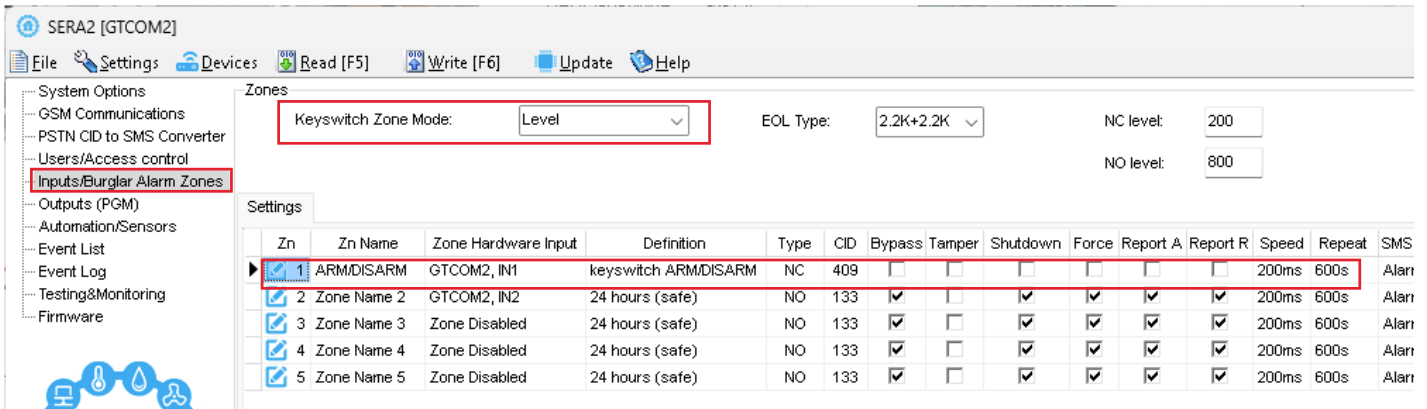 SERA2 [GTCOM2]
File Settings Devices Read [F5] Write [F6] Update Help
System Options
GSM Communications
PSTN CID to SMS Converter
Users/Access control
Inputs/Burglar Alarm Zones
Outputs (PGM)
Automation/Sensors
Event List
Event Log
Testing&Monitoring
Firmware
Zones
Keyswitch Zone Mode: Level EOL Type: 2.2K+2.2K NC level: 200
NO level: 800
Settings
Zn Zn Name Zone Hardware Input Definition Type CID Bypass Tamper Shutdown Force Report A Report R Speed Repeat SMS
1 ARM/DISARM GTCOM2, IN1 keyswitch ARM/DISARM NC 409 200ms 600s Alar
2 Zone Name 2 GTCOM2, IN2 24 hours (safe) NO 133 200ms 600s Alar
3 Zone Name 3 Zone Disabled 24 hours (safe) NO 133 200ms 600s Alar
4 Zone Name 4 Zone Disabled 24 hours (safe) NO 133 200ms 600s Alar
5 Zone Name 5 Zone Disabled 24 hours (safe) NO 133 200ms 600s Alar